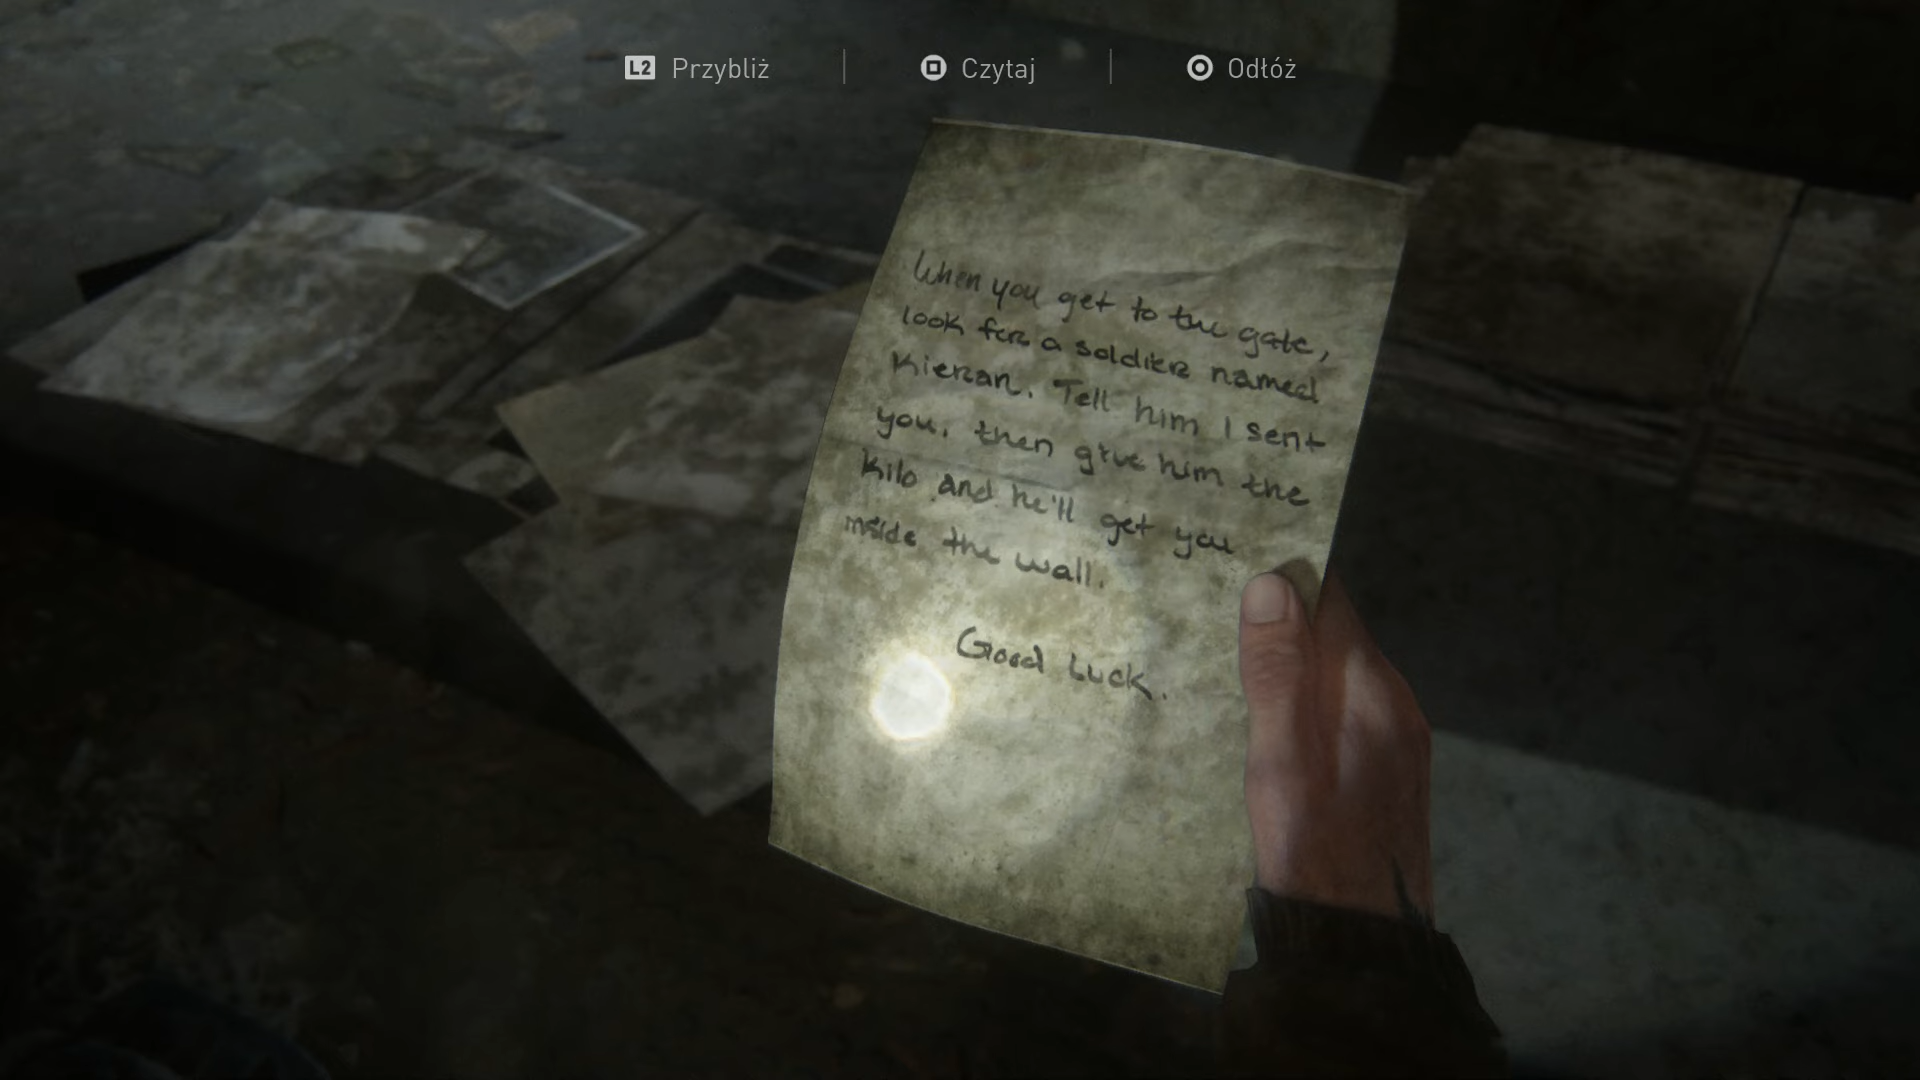 L2 Przybliż Czytaj Odłóż
When you get to the gate,
look for a soldier named
Kieran. Tell him I sent
you, then give him the
Kilo and he'll get you
inside the wall.
Good Luck.